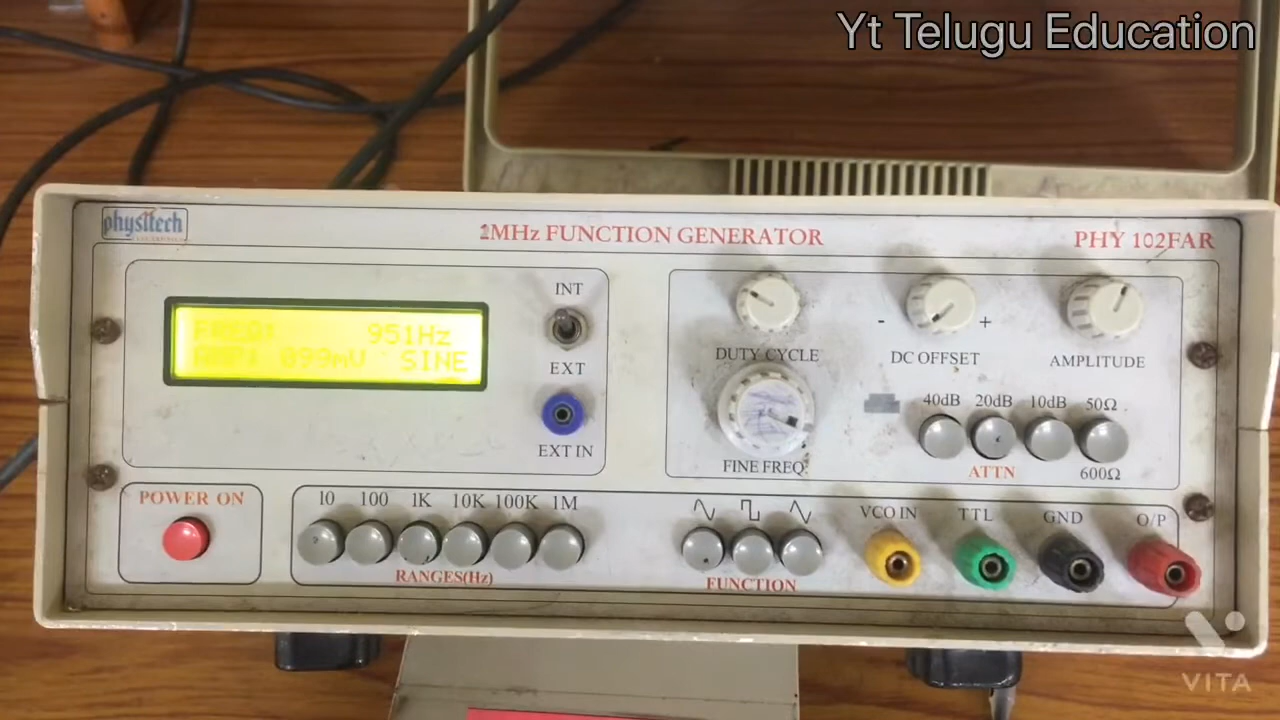 Yt Telugu Education
physitech
1MHz FUNCTION GENERATOR
PHY 102FAR
FREQ: 951Hz
AMP: 099mV SINE
INT
EXT
EXT IN
DUTY CYCLE
- +
DC OFFSET
AMPLITUDE
FINE FREQ.
40dB 20dB 10dB 50Ω
ATTN
600Ω
POWER ON
10 100 1K 10K 100K 1M
RANGES(Hz)
FUNCTION
VCO IN
TTL
GND
O/P
VITA